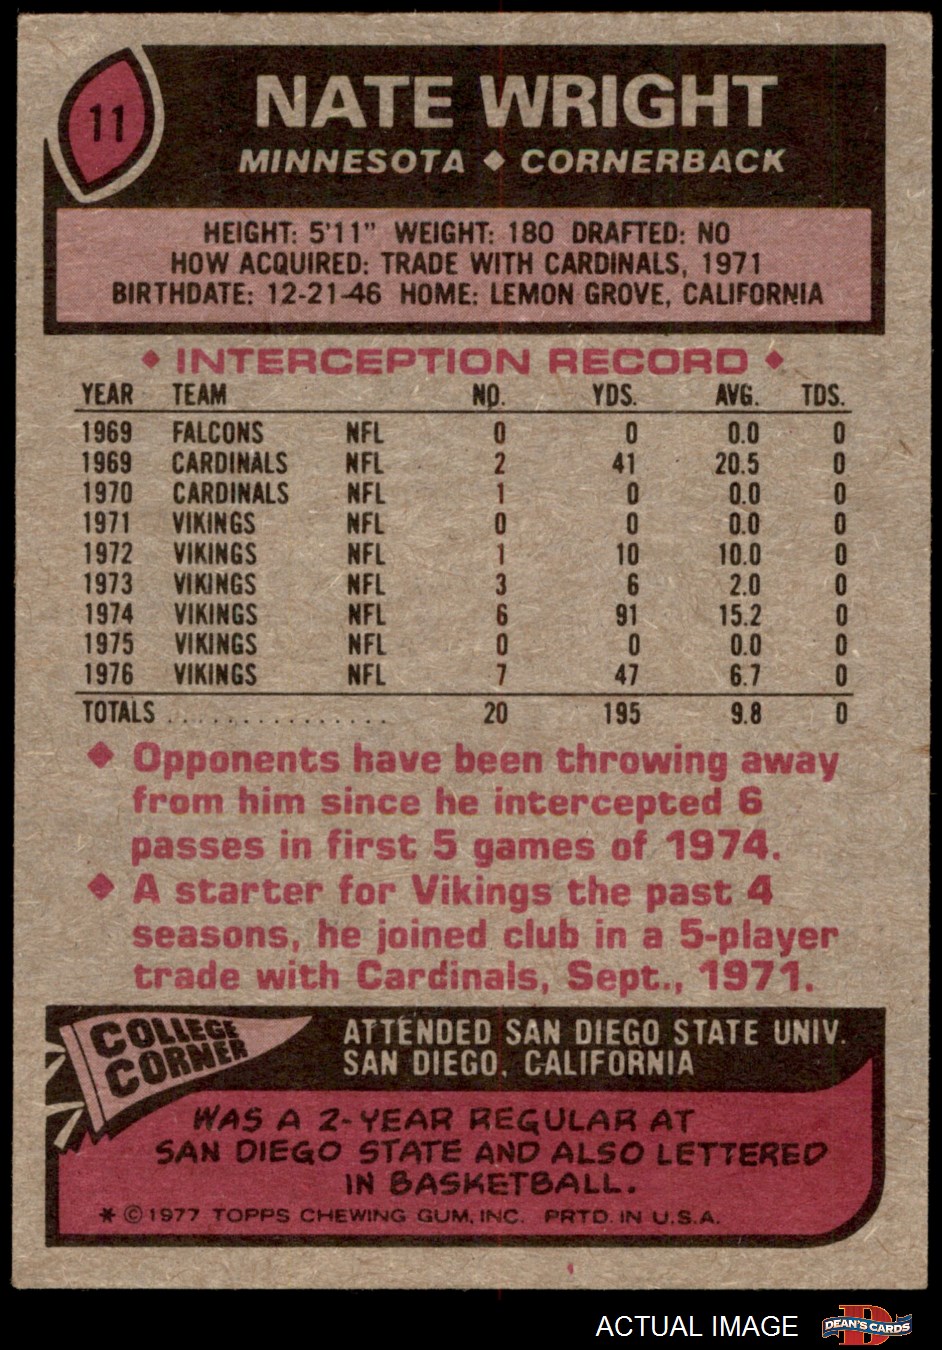 11
NATE WRIGHT
MINNESOTA ◆ CORNERBACK
HEIGHT: 5'11" WEIGHT: 180 DRAFTED: NO
HOW ACQUIRED: TRADE WITH CARDINALS, 1971
BIRTHDATE: 12-21-46 HOME: LEMON GROVE, CALIFORNIA
◆ INTERCEPTION RECORD ◆
YEAR TEAM NO. YDS. AVG. TDS.
1969 FALCONS NFL 0 0 0.0 0
1969 CARDINALS NFL 2 41 20.5 0
1970 CARDINALS NFL 1 0 0.0 0
1971 VIKINGS NFL 0 0 0.0 0
1972 VIKINGS NFL 1 10 10.0 0
1973 VIKINGS NFL 3 6 2.0 0
1974 VIKINGS NFL 6 91 15.2 0
1975 VIKINGS NFL 0 0 0.0 0
1976 VIKINGS NFL 7 47 6.7 0
TOTALS ............... 20 195 9.8 0
◆ Opponents have been throwing away
from him since he intercepted 6
passes in first 5 games of 1974.
◆ A starter for Vikings the past 4
seasons, he joined club in a 5-player
trade with Cardinals, Sept., 1971.
COLLEGE
CORNER
ATTENDED SAN DIEGO STATE UNIV.
SAN DIEGO, CALIFORNIA
WAS A 2-YEAR REGULAR AT
SAN DIEGO STATE AND ALSO LETTERED
IN BASKETBALL.
* © 1977 TOPPS CHEWING GUM, INC. PRTD. IN U.S.A.
ACTUAL IMAGE
D
DEAN'S CARDS